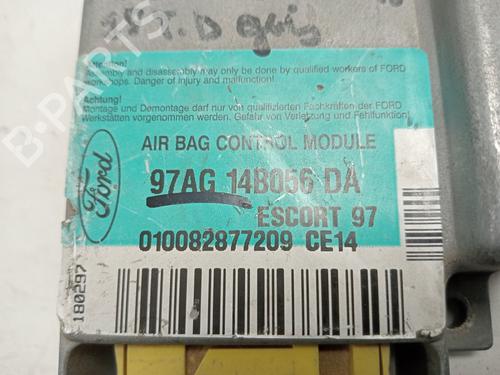 Attention!
Assembly and disassembly may only be done by qualified workers of FORD
workshops. Danger of injury and malfunction!
Achtung!
Montage und Demontage darf nur von qualifizierten Fachkräften der FORD
Werkstätten vorgenommen werden. Gefahr von Verletzung und Fehlfunktion!
Ford
AIR BAG CONTROL MODULE
97AG 14B056 DA
ESCORT 97
010082877209 CE14
180297
B-PARTS